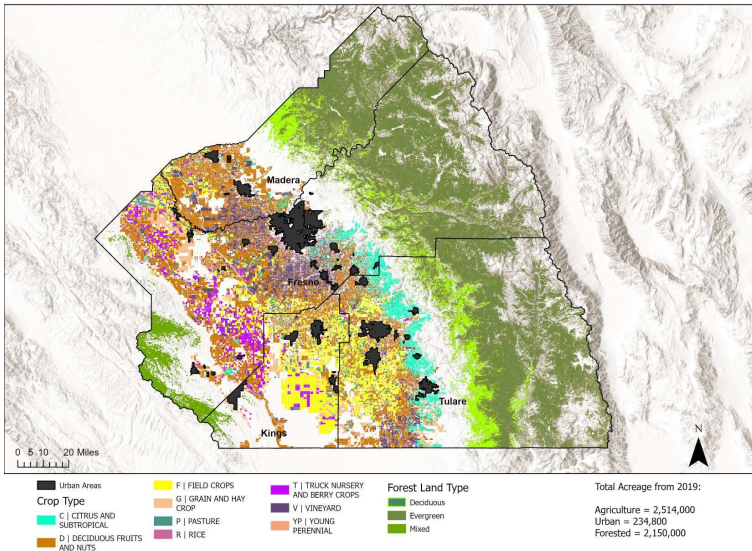 Madera
Fresno
Tulare
Kings
N
0 5 10 20 Miles
Urban Areas
Crop Type
C | CITRUS AND
SUBTROPICAL
D | DECIDUOUS FRUITS
AND NUTS
F | FIELD CROPS
G | GRAIN AND HAY
CROP
P | PASTURE
R | RICE
T | TRUCK NURSERY
AND BERRY CROPS
V | VINEYARD
YP | YOUNG
PERENNIAL
Forest Land Type
Deciduous
Evergreen
Mixed
Total Acreage from 2019:
Agriculture = 2,514,000
Urban = 234,800
Forested = 2,150,000